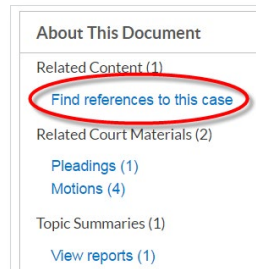 About This Document
Related Content (1)
Find references to this case
Related Court Materials (2)
Pleadings (1)
Motions (4)
Topic Summaries (1)
View reports (1)